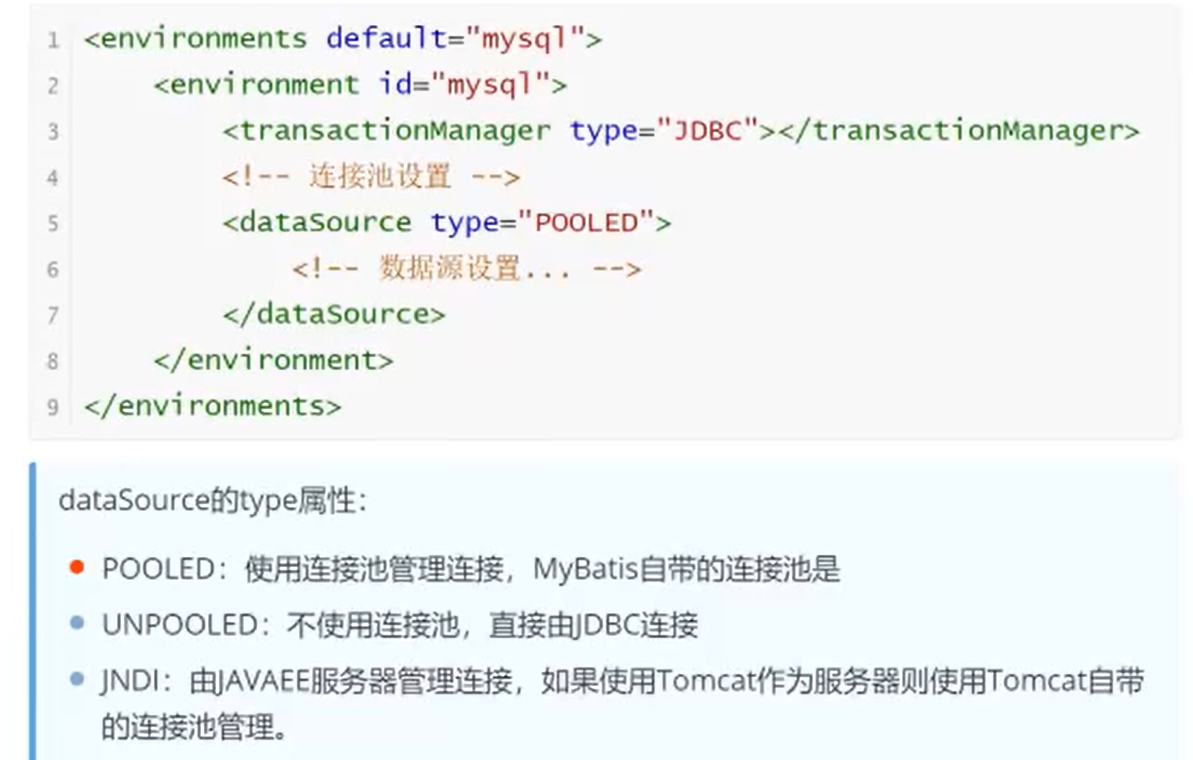 1 <environments default="mysql">
2 <environment id="mysql">
3 <transactionManager type="JDBC"></transactionManager>
4 <!-- 连接池设置 -->
5 <dataSource type="POOLED">
6 <!-- 数据源设置... -->
7 </dataSource>
8 </environment>
9 </environments>
dataSource的type属性：
POOLED：使用连接池管理连接，MyBatis自带的连接池是
UNPOOLED：不使用连接池，直接由JDBC连接
JNDI：由JAVAEE服务器管理连接，如果使用Tomcat作为服务器则使用Tomcat自带
的连接池管理。